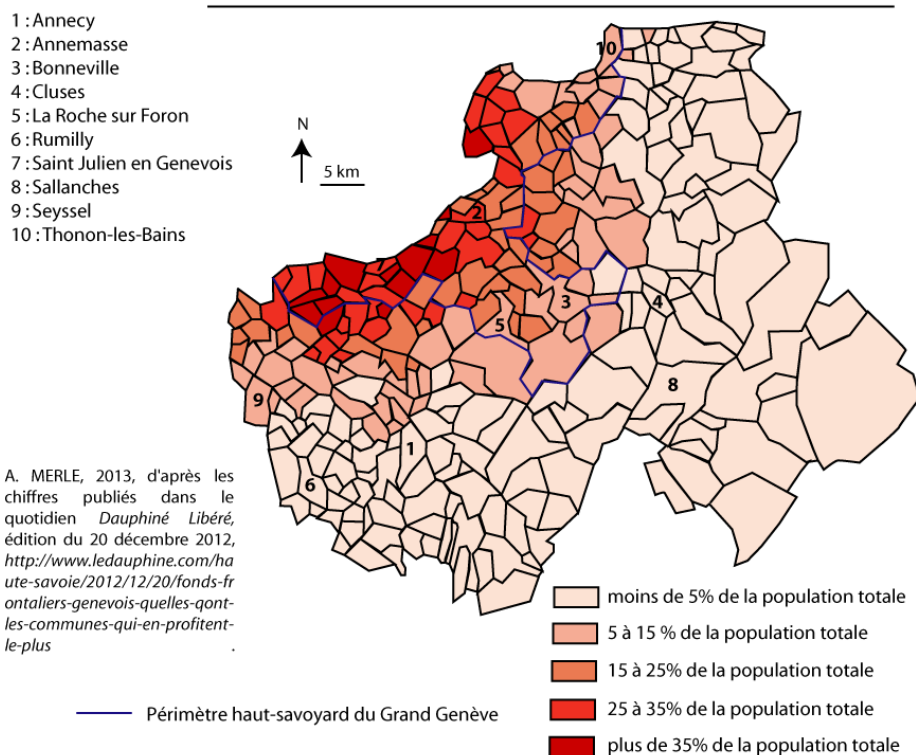 1 : Annecy
2 : Annemasse
3 : Bonneville
4 : Cluses
5 : La Roche sur Foron
6 : Rumilly
7 : Saint Julien en Genevois
8 : Sallanches
9 : Seyssel
10 : Thonon-les-Bains
N
5 km
10
2
7
3
4
5
8
9
1
6
A. MERLE, 2013, d'après les
chiffres publiés dans le
quotidien Dauphiné Libéré,
édition du 20 décembre 2012,
http://www.ledauphine.com/ha
ute-savoie/2012/12/20/fonds-fr
ontaliers-genevois-quelles-qont-
les-communes-qui-en-profitent-
le-plus .
moins de 5% de la population totale
5 à 15 % de la population totale
15 à 25% de la population totale
25 à 35% de la population totale
plus de 35% de la population totale
Périmètre haut-savoyard du Grand Genève